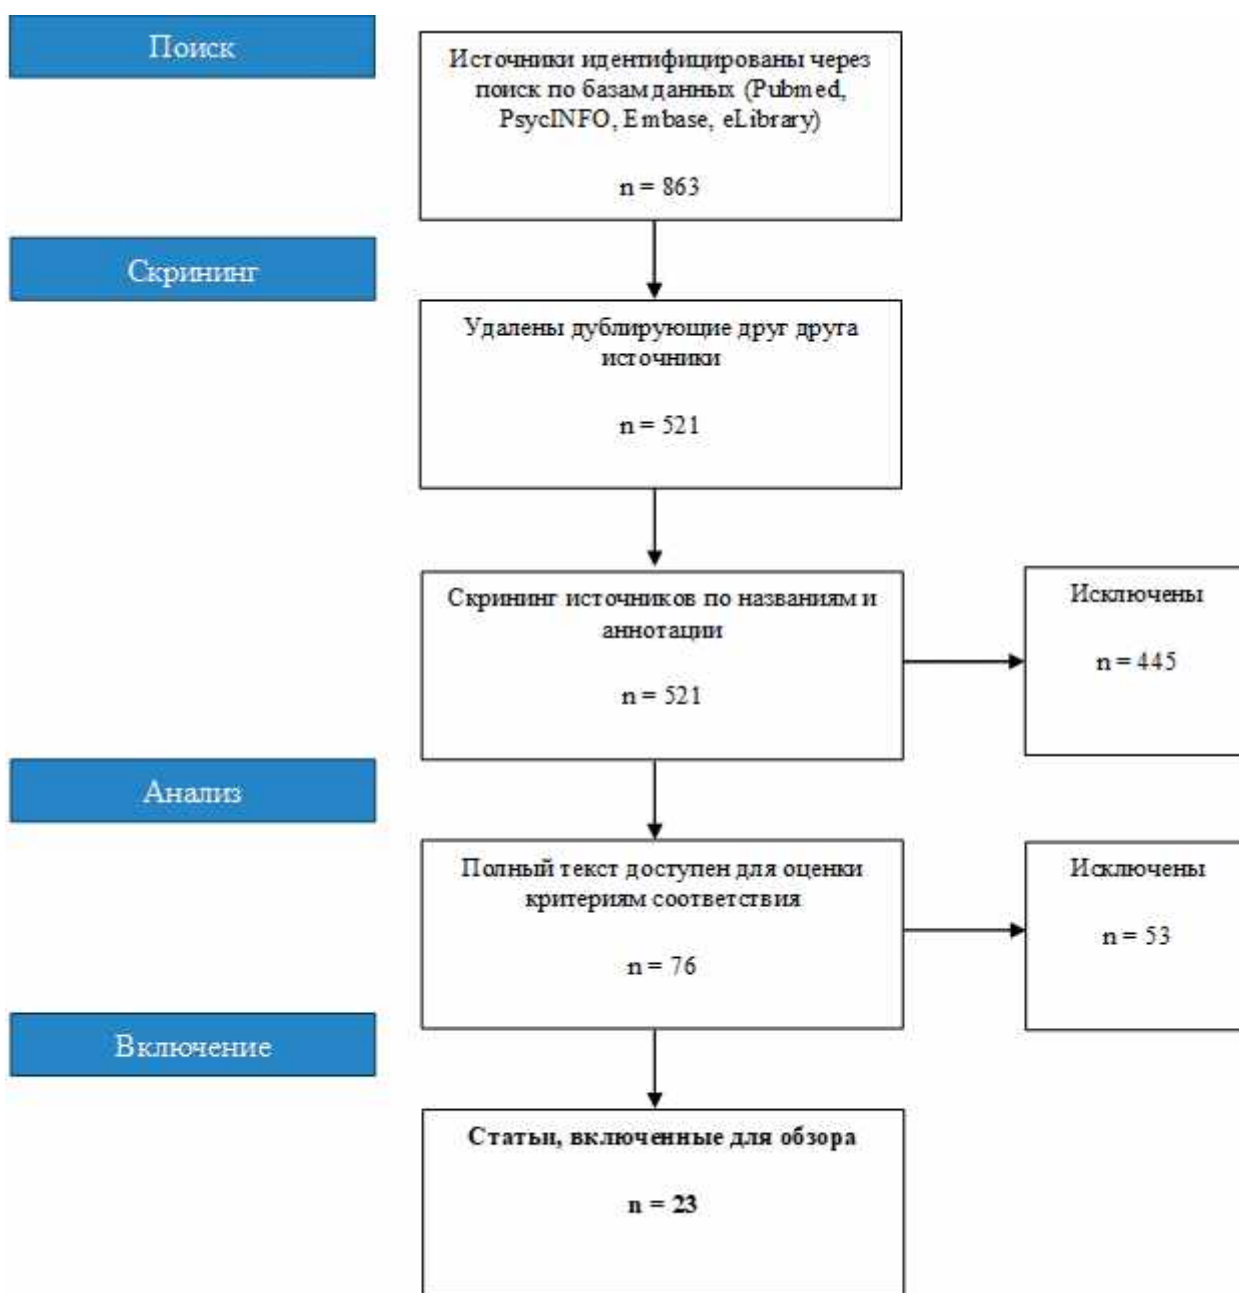 Поиск
Источники идентифицированы через
поиск по базам данных (Pubmed,
PsycINFO, Embase, eLibrary)
n = 863
Скрининг
Удалены дублирующие друг друга
источники
n = 521
Скрининг источников по названиям и
аннотации
n = 521
Исключены
n = 445
Анализ
Полный текст доступен для оценки
критериям соответствия
n = 76
Исключены
n = 53
Включение
Статьи, включенные для обзора
n = 23